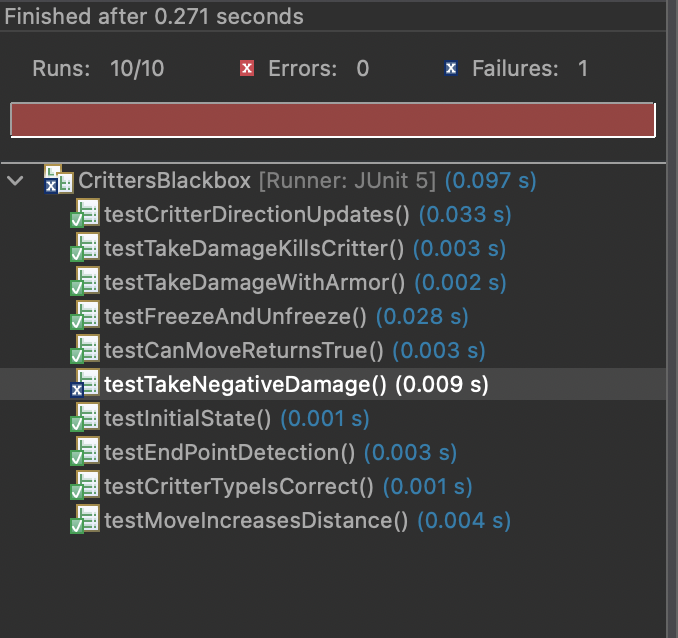 Finished after 0.271 seconds
Runs: 10/10 Errors: 0 Failures: 1
CrittersBlackbox [Runner: JUnit 5] (0.097 s)
testCritterDirectionUpdates() (0.033 s)
testTakeDamageKillsCritter() (0.003 s)
testTakeDamageWithArmor() (0.002 s)
testFreezeAndUnfreeze() (0.028 s)
testCanMoveReturnsTrue() (0.003 s)
testTakeNegativeDamage() (0.009 s)
testInitialState() (0.001 s)
testEndPointDetection() (0.003 s)
testCritterTypeIsCorrect() (0.001 s)
testMoveIncreasesDistance() (0.004 s)